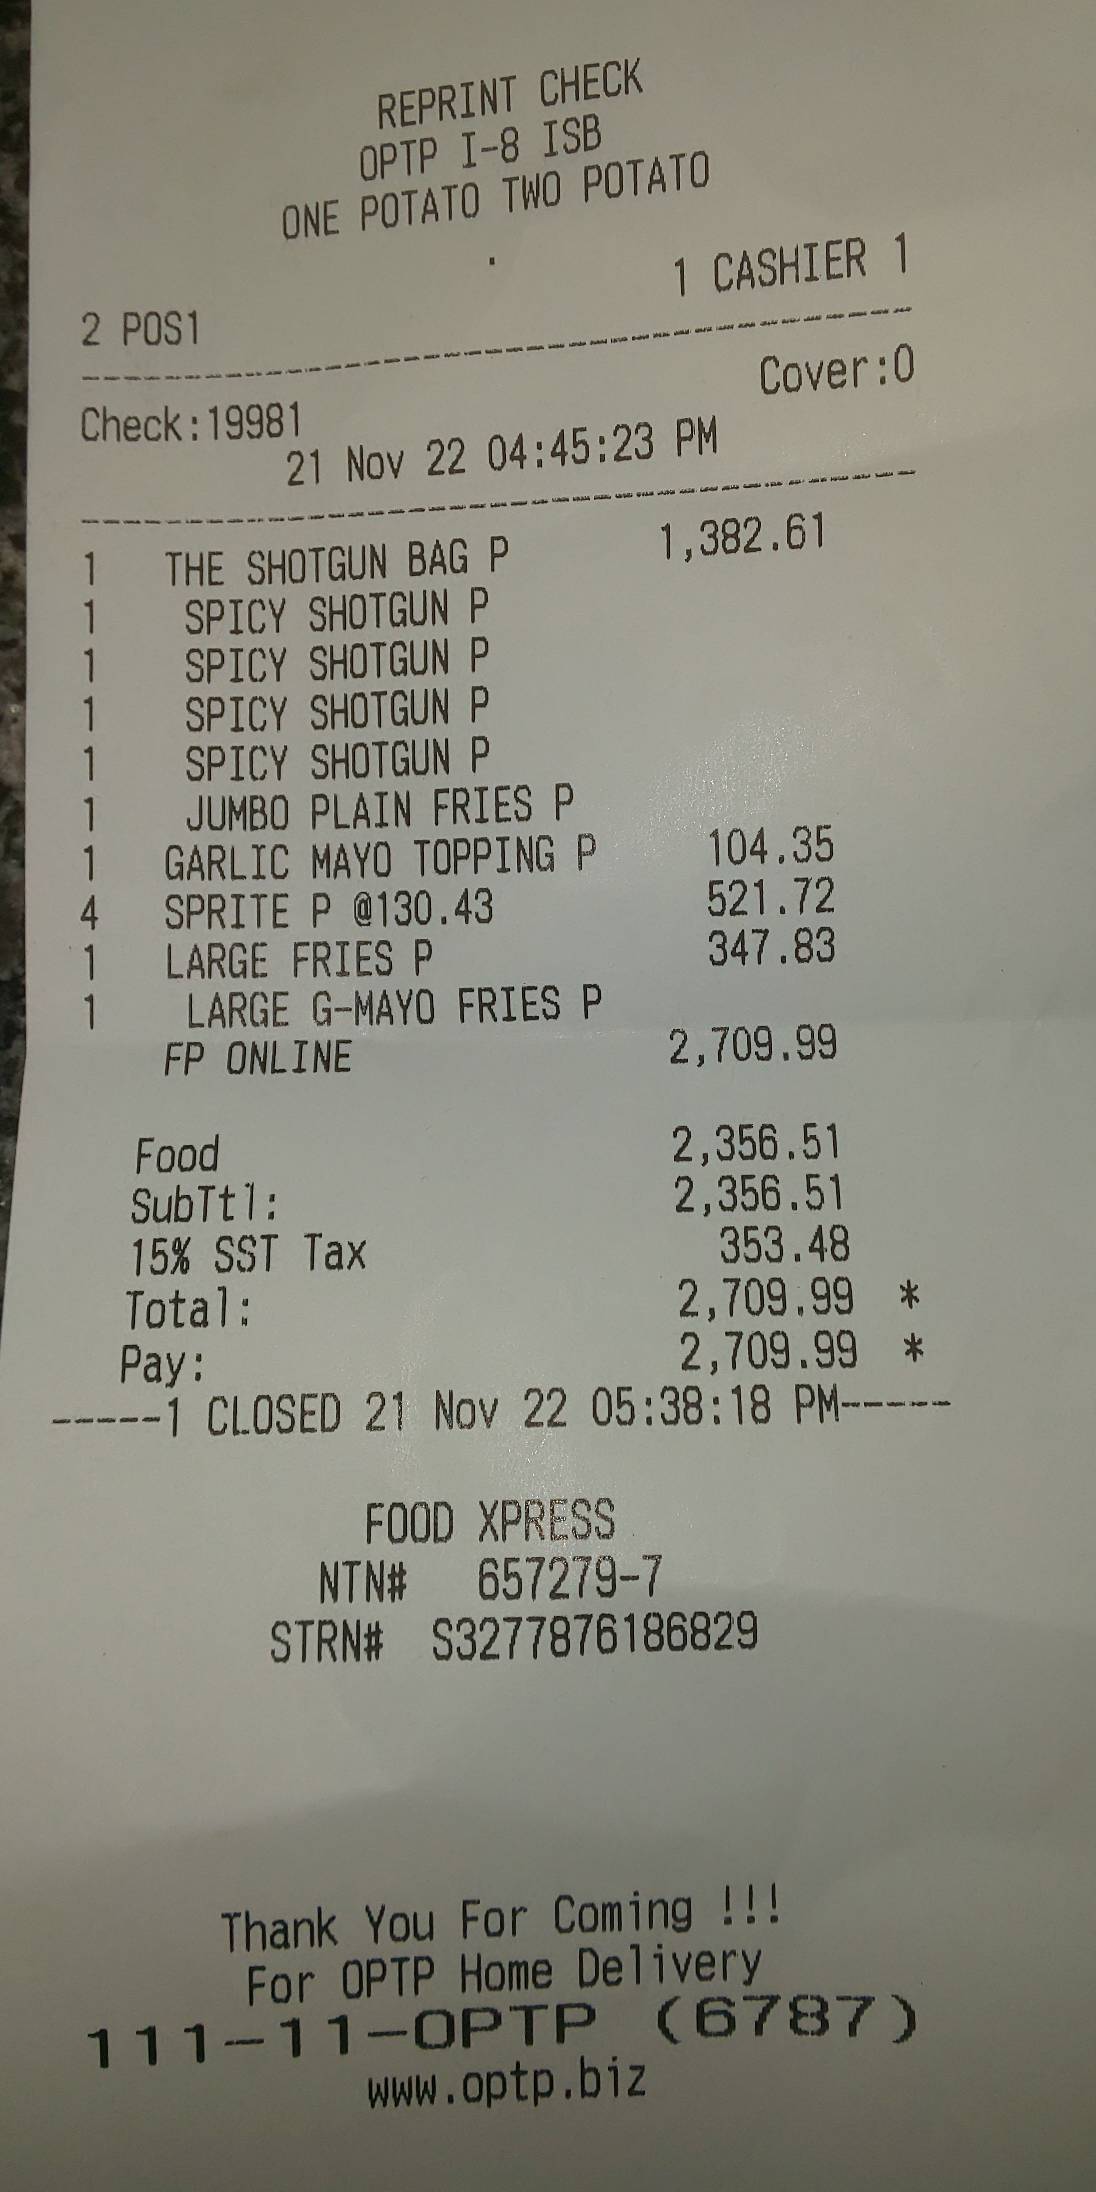 REPRINT CHECK
OPTP I-8 ISB
ONE POTATO TWO POTATO
.
2 POS1 1 CASHIER 1
Check:19981 Cover:0
21 Nov 22 04:45:23 PM
1 THE SHOTGUN BAG P 1,382.61
1 SPICY SHOTGUN P
1 SPICY SHOTGUN P
1 SPICY SHOTGUN P
1 SPICY SHOTGUN P
1 JUMBO PLAIN FRIES P
1 GARLIC MAYO TOPPING P 104.35
4 SPRITE P @130.43 521.72
1 LARGE FRIES P 347.83
1 LARGE G-MAYO FRIES P
FP ONLINE 2,709.99
Food 2,356.51
SubTtl: 2,356.51
15% SST Tax 353.48
Total: 2,709.99 *
Pay: 2,709.99 *
-----1 CLOSED 21 Nov 22 05:38:18 PM-----
FOOD XPRESS
NTN# 657279-7
STRN# S3277876186829
Thank You For Coming !!!
For OPTP Home Delivery
111-11-OPTP (6787)
www.optp.biz